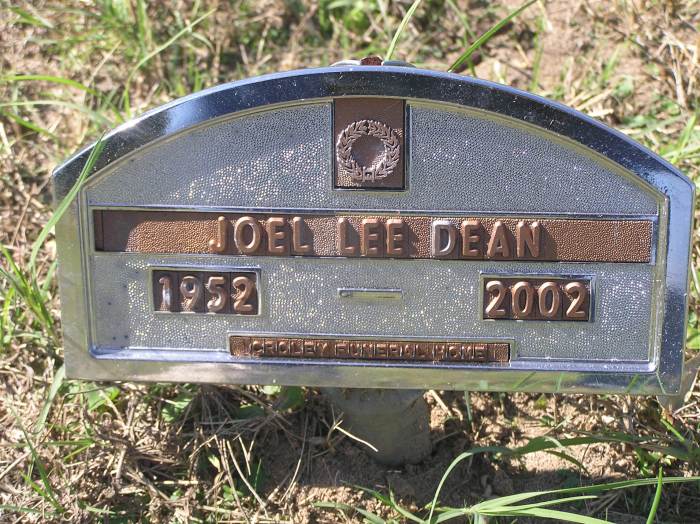 JOEL LEE DEAN
1952 - 2002
CROLEY FUNERAL HOME